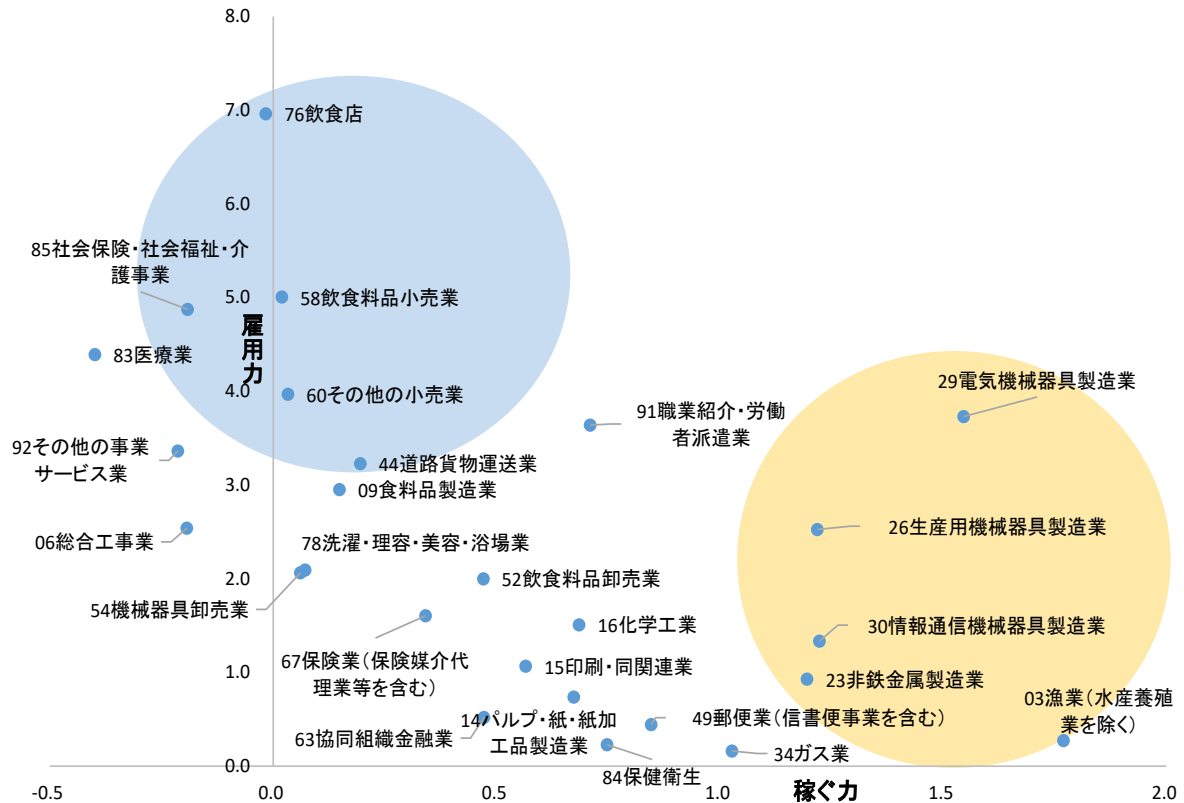 8.0
7.0
76飲食店
6.0
85社会保険・社会福祉・介
護事業
5.0
58飲食料品小売業
雇用力
83医療業
4.0
60その他の小売業
29電気機械器具製造業
91職業紹介・労働
者派遣業
92その他の事業
サービス業
44道路貨物運送業
3.0
09食料品製造業
26生産用機械器具製造業
06総合工事業
78洗濯・理容・美容・浴場業
2.0
52飲食料品卸売業
54機械器具卸売業
16化学工業
30情報通信機械器具製造業
67保険業(保険媒介代
理業等を含む)
15印刷・同関連業
1.0
23非鉄金属製造業
03漁業(水産養殖
業を除く)
14パルプ・紙・紙加
工品製造業
49郵便業(信書便事業を含む)
63協同組織金融業
34ガス業
84保健衛生
0.0
-0.5
0.0
0.5
1.0
稼ぐ力
1.5
2.0